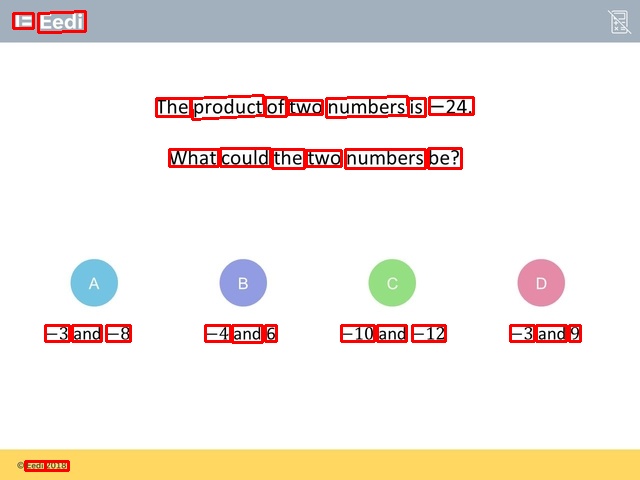 Eedi
The product of two numbers is −24.
What could the two numbers be?
A B C D
−3 and −8 −4 and 6 −10 and −12 −3 and 9
© Eedi 2018